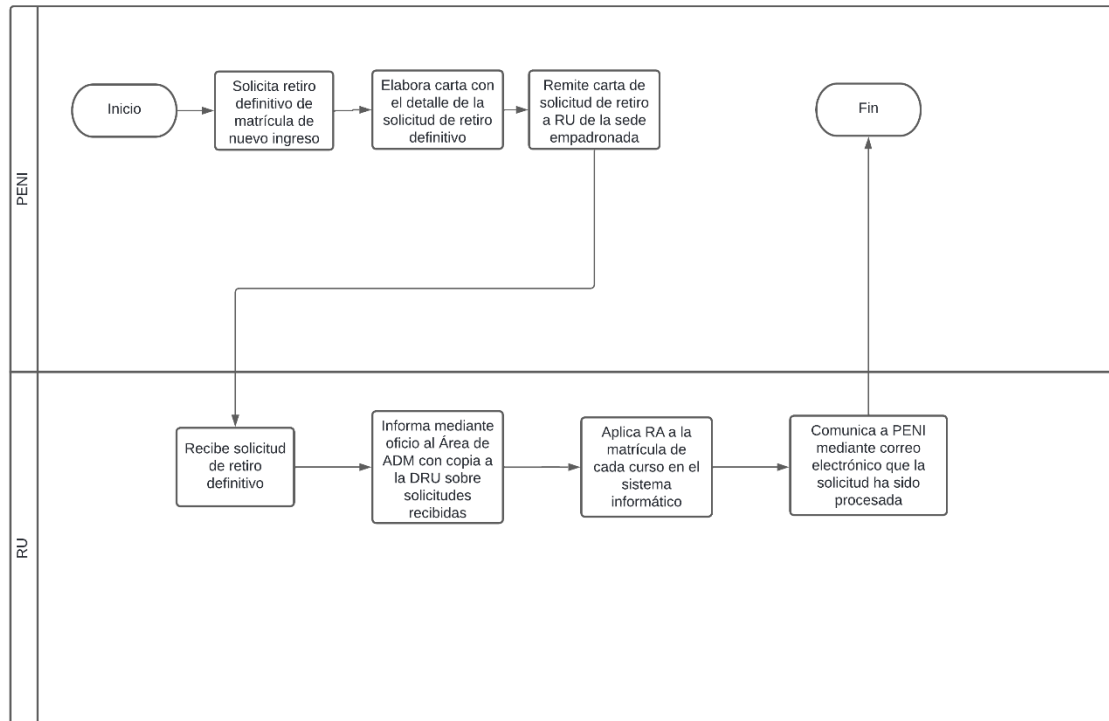 PENI
Inicio
Solicita retiro
definitivo de
matrícula de
nuevo ingreso
Elabora carta con
el detalle de la
solicitud de retiro
definitivo
Remite carta de
solicitud de retiro
a RU de la sede
empadronada
Fin
RU
Recibe solicitud
de retiro
definitivo
Informa mediante
oficio al Área de
ADM con copia a
la DRU sobre
solicitudes
recibidas
Aplica RA a la
matrícula de
cada curso en el
sistema
informático
Comunica a PENI
mediante correo
electrónico que la
solicitud ha sido
procesada